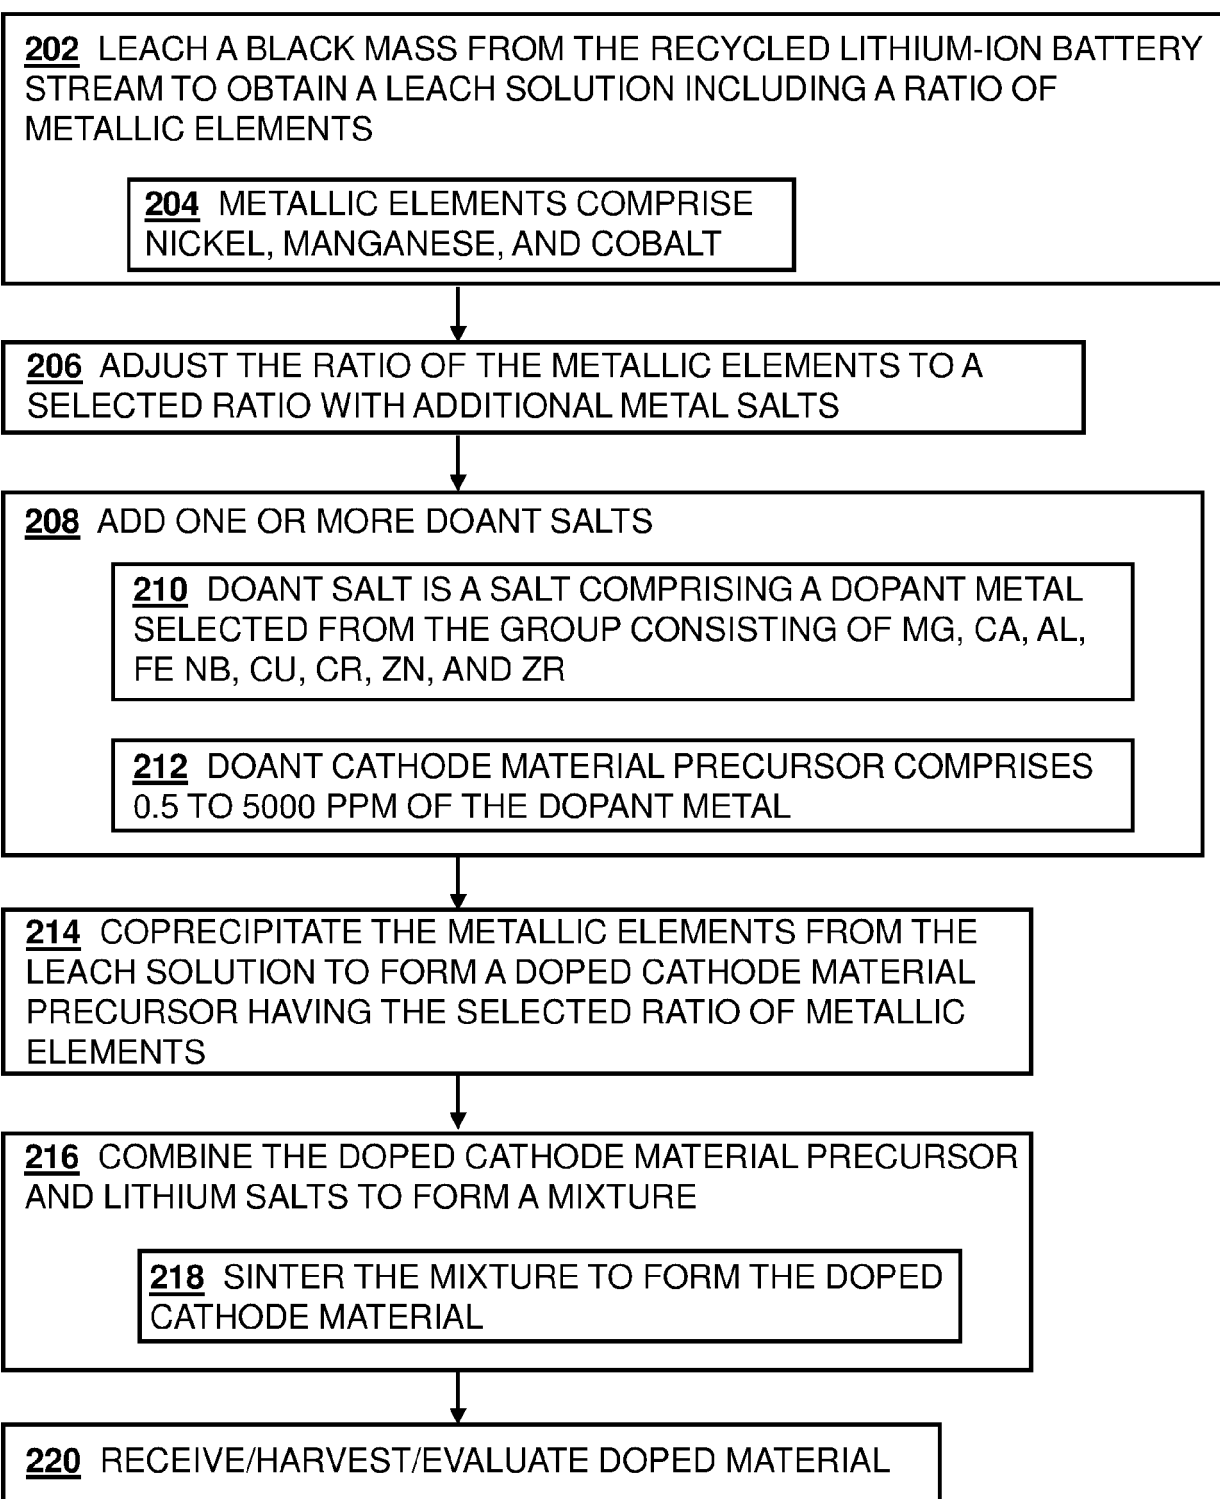 202 LEACH A BLACK MASS FROM THE RECYCLED LITHIUM-ION BATTERY
STREAM TO OBTAIN A LEACH SOLUTION INCLUDING A RATIO OF
METALLIC ELEMENTS
204 METALLIC ELEMENTS COMPRISE
NICKEL, MANGANESE, AND COBALT
206 ADJUST THE RATIO OF THE METALLIC ELEMENTS TO A
SELECTED RATIO WITH ADDITIONAL METAL SALTS
208 ADD ONE OR MORE DOANT SALTS
210 DOANT SALT IS A SALT COMPRISING A DOPANT METAL
SELECTED FROM THE GROUP CONSISTING OF MG, CA, AL,
FE NB, CU, CR, ZN, AND ZR
212 DOANT CATHODE MATERIAL PRECURSOR COMPRISES
0.5 TO 5000 PPM OF THE DOPANT METAL
214 COPRECIPITATE THE METALLIC ELEMENTS FROM THE
LEACH SOLUTION TO FORM A DOPED CATHODE MATERIAL
PRECURSOR HAVING THE SELECTED RATIO OF METALLIC
ELEMENTS
216 COMBINE THE DOPED CATHODE MATERIAL PRECURSOR
AND LITHIUM SALTS TO FORM A MIXTURE
218 SINTER THE MIXTURE TO FORM THE DOPED
CATHODE MATERIAL
220 RECEIVE/HARVEST/EVALUATE DOPED MATERIAL